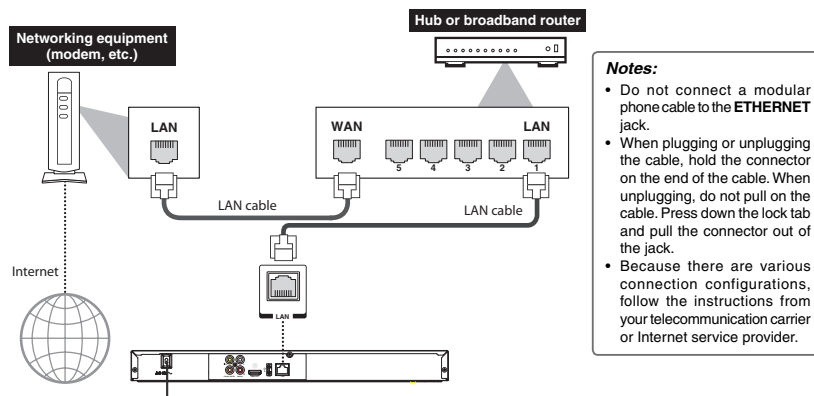 Networking equipment
(modem, etc.)
Hub or broadband router
LAN
WAN
LAN
5
4
3
2
1
LAN cable
LAN cable
Internet
LAN
Notes:
• Do not connect a modular
phone cable to the ETHERNET
jack.
• When plugging or unplugging
the cable, hold the connector
on the end of the cable. When
unplugging, do not pull on the
cable. Press down the lock tab
and pull the connector out of
the jack.
• Because there are various
connection configurations,
follow the instructions from
your telecommunication carrier
or Internet service provider.